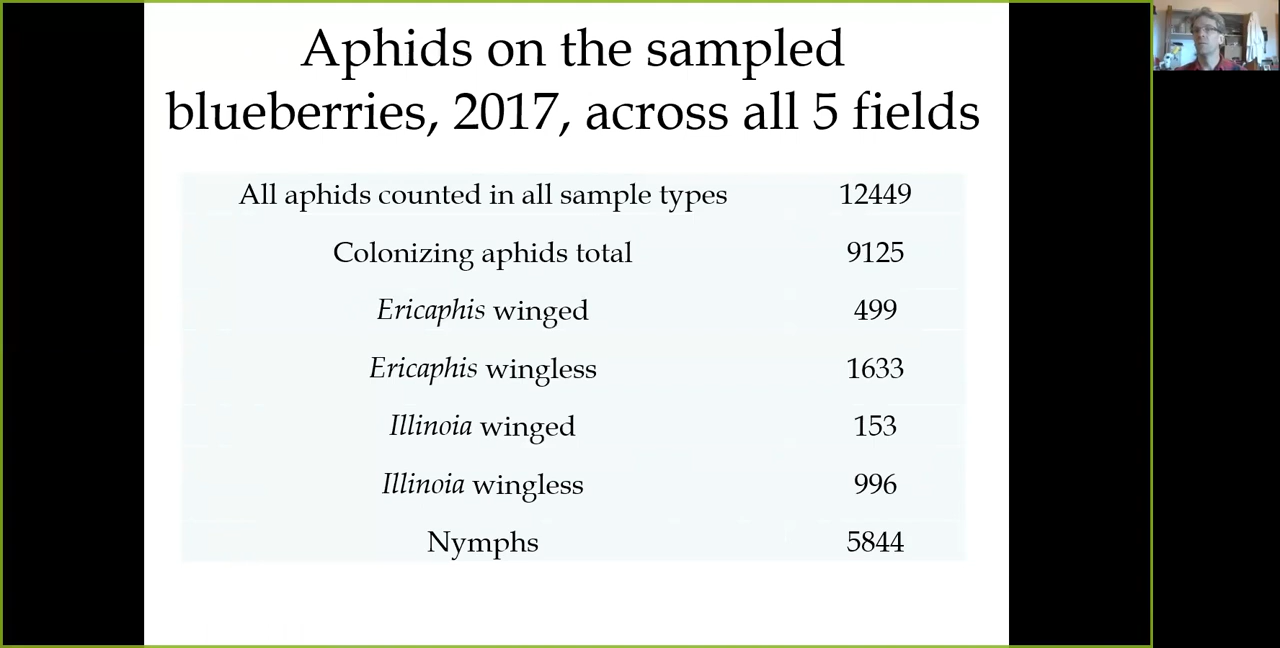 Aphids on the sampled
blueberries, 2017, across all 5 fields
All aphids counted in all sample types 12449
Colonizing aphids total 9125
Ericaphis winged 499
Ericaphis wingless 1633
Illinoia winged 153
Illinoia wingless 996
Nymphs 5844